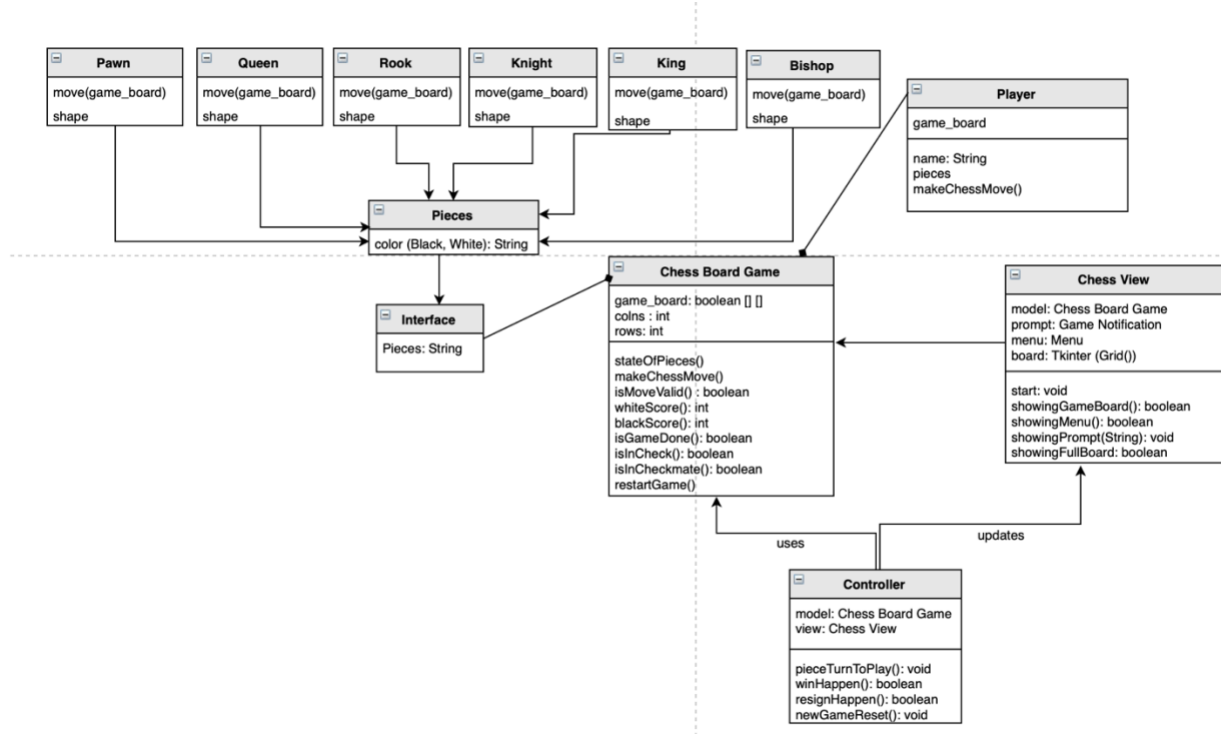 Pawn
move(game_board)
shape
Queen
move(game_board)
shape
Rook
move(game_board)
shape
Knight
move(game_board)
shape
King
move(game_board)
shape
Bishop
move(game_board)
shape
Player
game_board
name: String
pieces
makeChessMove()
Pieces
color (Black, White): String
Interface
Pieces: String
Chess Board Game
game_board: boolean [] []
colns : int
rows: int
stateOfPieces()
makeChessMove()
isMoveValid() : boolean
whiteScore(): int
blackScore(): int
isGameDone(): boolean
isInCheck(): boolean
isInCheckmate(): boolean
restartGame()
Chess View
model: Chess Board Game
prompt: Game Notification
menu: Menu
board: Tkinter (Grid())
start: void
showingGameBoard(): boolean
showingMenu(): boolean
showingPrompt(String): void
showingFullBoard: boolean
uses
updates
Controller
model: Chess Board Game
view: Chess View
pieceTurnToPlay(): void
winHappen(): boolean
resignHappen(): boolean
newGameReset(): void